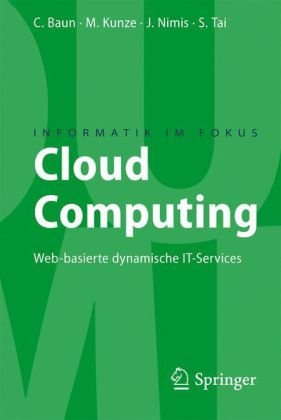 C. Baun · M. Kunze · J. Nimis · S. Tai
INFORMATIK IM FOKUS
Cloud
Computing
Web-basierte dynamische IT-Services
Springer